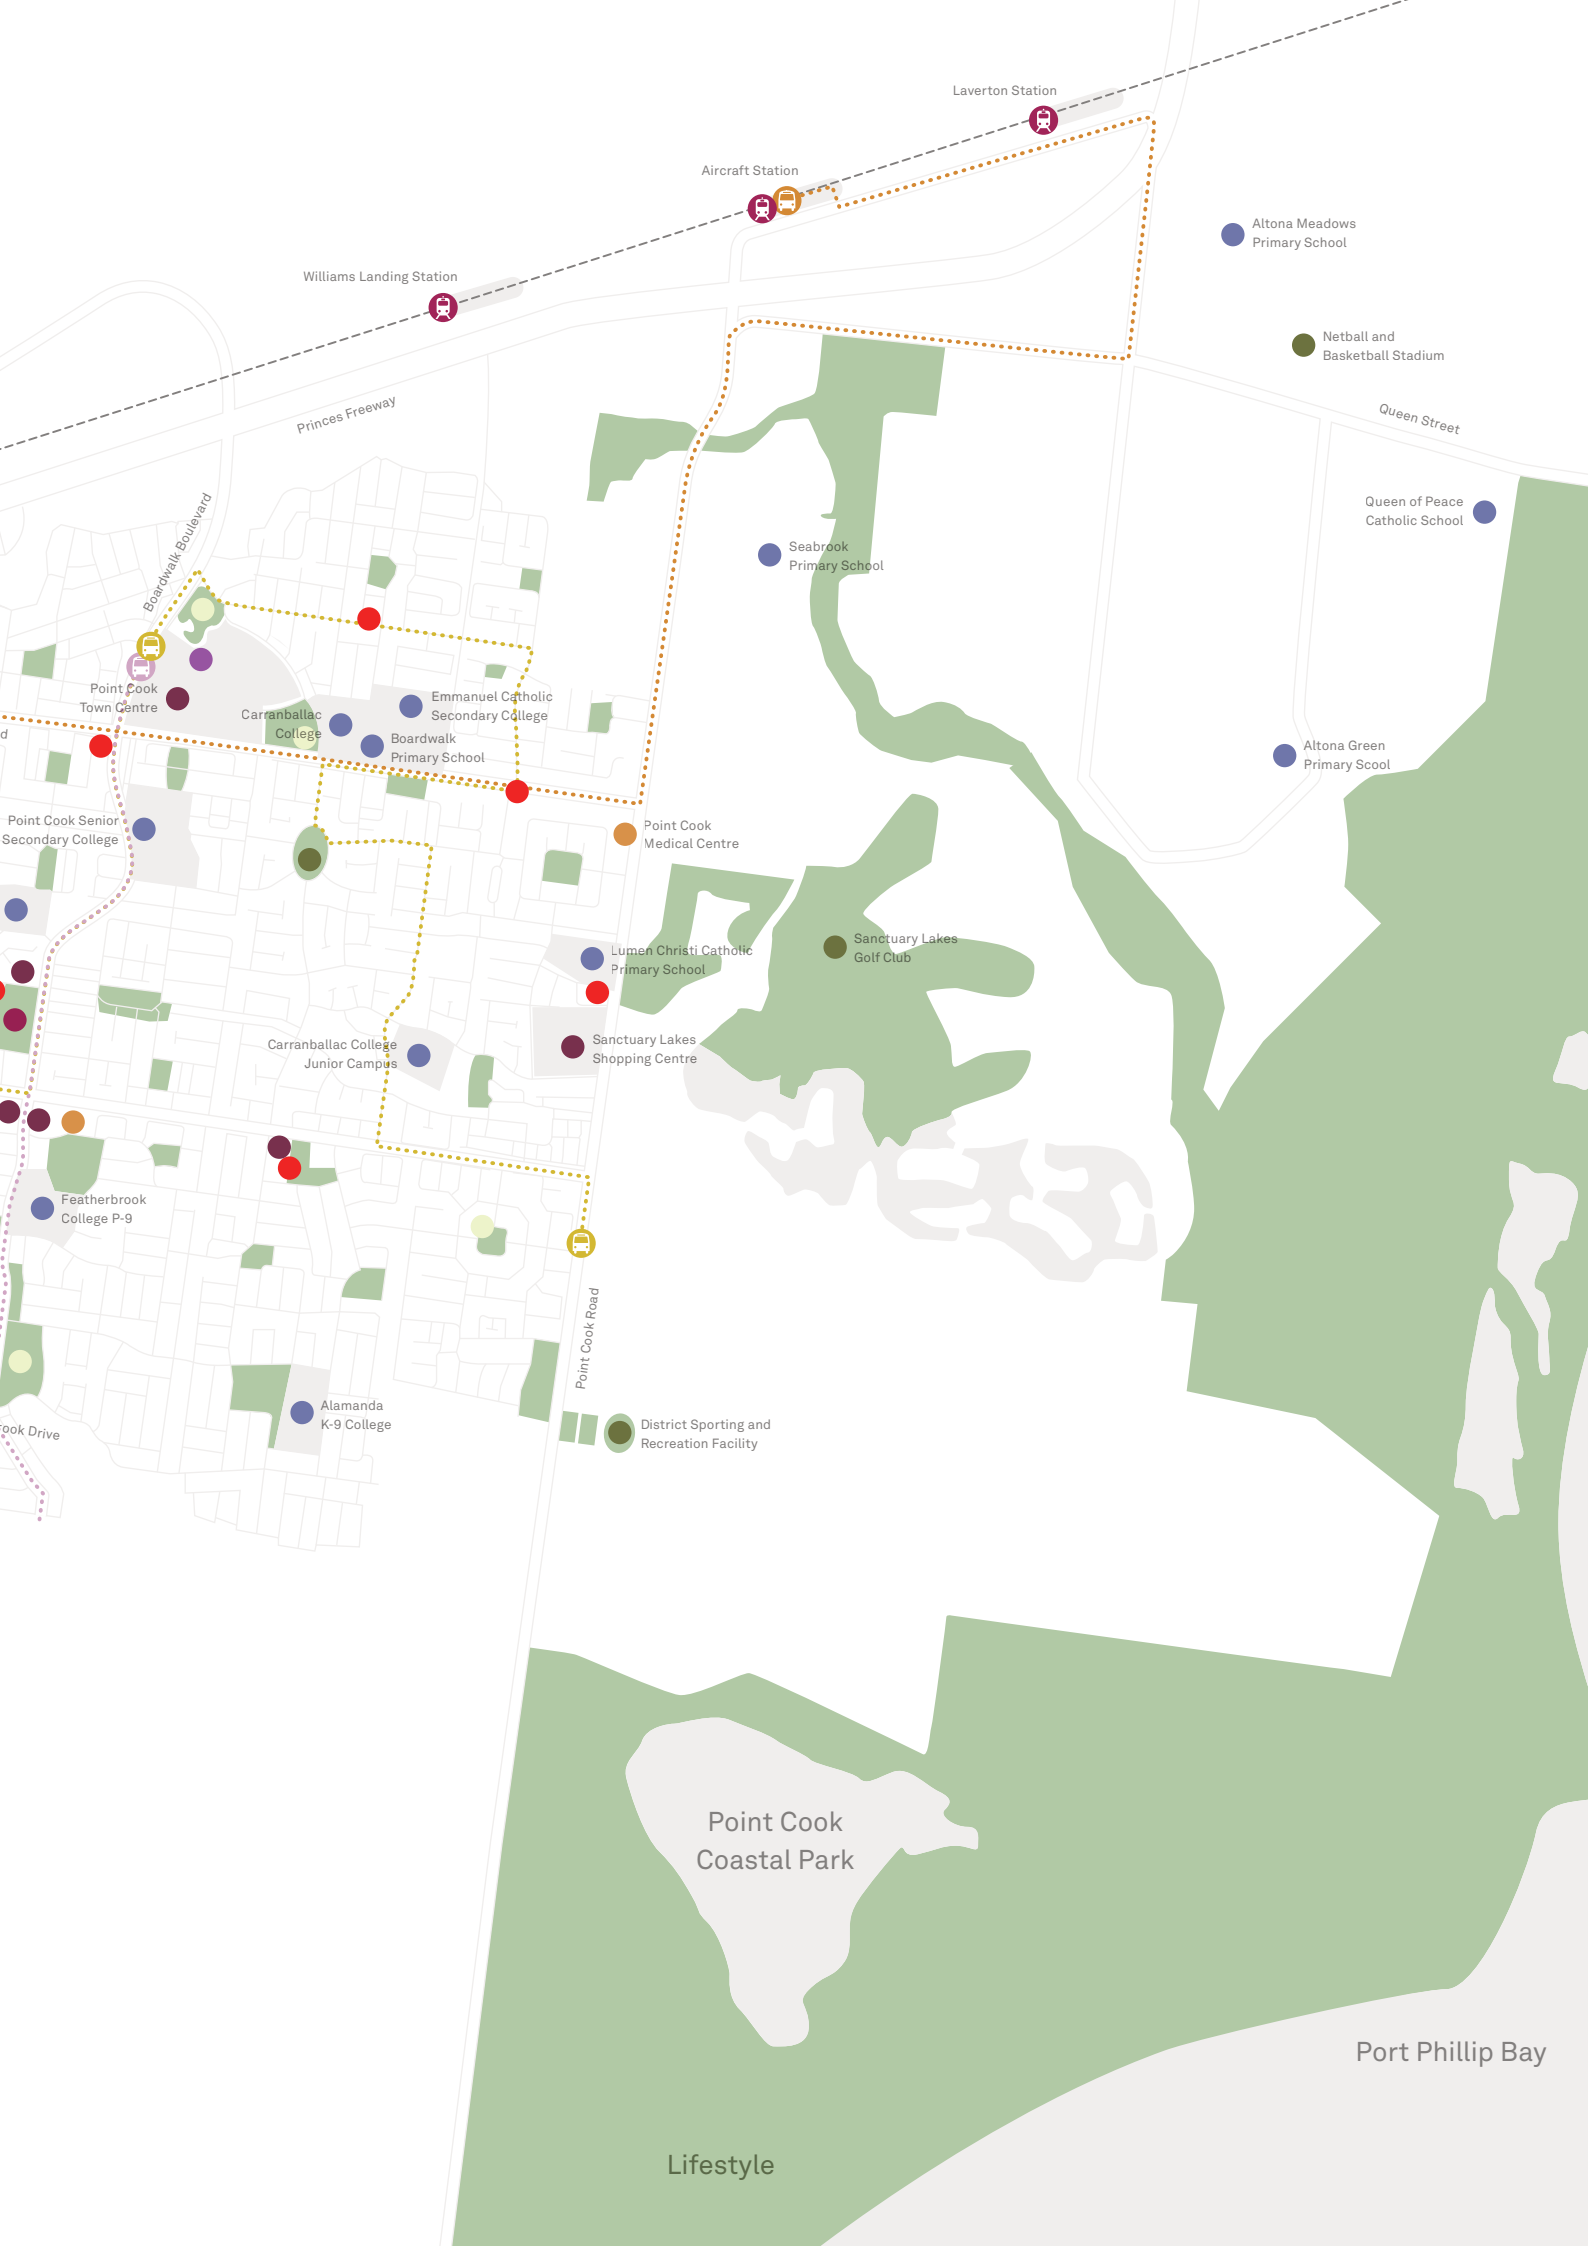 Laverton Station
Aircraft Station
Altona Meadows
Primary School
Williams Landing Station
Netball and
Basketball Stadium
Princes Freeway
Queen Street
Boardwalk Boulevard
Queen of Peace
Catholic School
Seabrook
Primary School
Point Cook
Town Centre
Emmanuel Catholic
Secondary College
Carranballac
College
d
Boardwalk
Primary School
Altona Green
Primary Scool
Point Cook Senior
Secondary College
Point Cook
Medical Centre
Sanctuary Lakes
Golf Club
Lumen Christi Catholic
Primary School
Carranballac College
Junior Campus
Sanctuary Lakes
Shopping Centre
Featherbrook
College P-9
Point Cook Road
Alamanda
K-9 College
rook Drive
District Sporting and
Recreation Facility
Point Cook
Coastal Park
Port Phillip Bay
Lifestyle